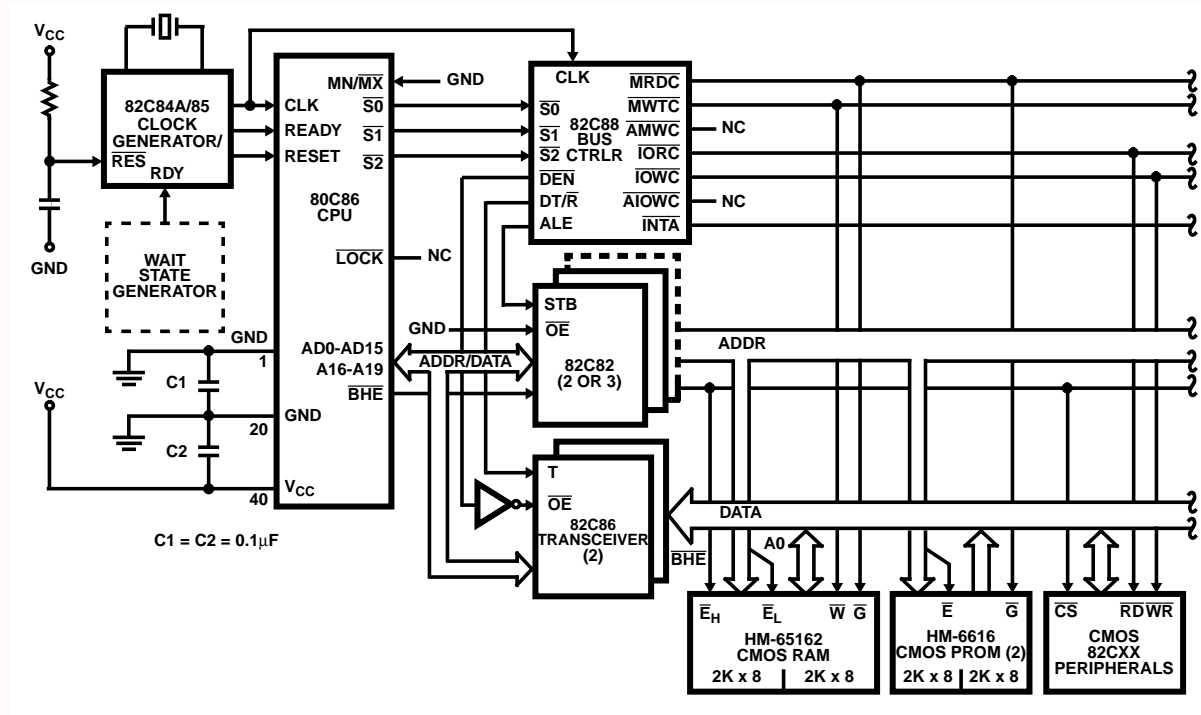 VCC
82C84A/85
CLOCK
GENERATOR/
RES
RDY
GND
WAIT
STATE
GENERATOR
GND
1
C1
VCC
GND
20
C2
VCC
40
C1 = C2 = 0.1μF
MN/MX
GND
CLK
READY
RESET
S0
S1
S2
80C86
CPU
LOCK
NC
AD0-AD15
A16-A19
BHE
ADDR/DATA
CLK
S0
S1
S2
DEN
DT/R
ALE
82C88
BUS
CTRLR
MRDC
MWTC
AMWC
NC
IORC
IOWC
AIOWC
NC
INTA
STB
GND
OE
82C82
(2 OR 3)
ADDR
T
OE
82C86
TRANSCEIVER
(2)
DATA
BHE
A0
EH
EL
W
G
HM-65162
CMOS RAM
2K x 8
2K x 8
E
G
HM-6616
CMOS PROM (2)
2K x 8
2K x 8
CS
RD
WR
CMOS
82CXX
PERIPHERALS